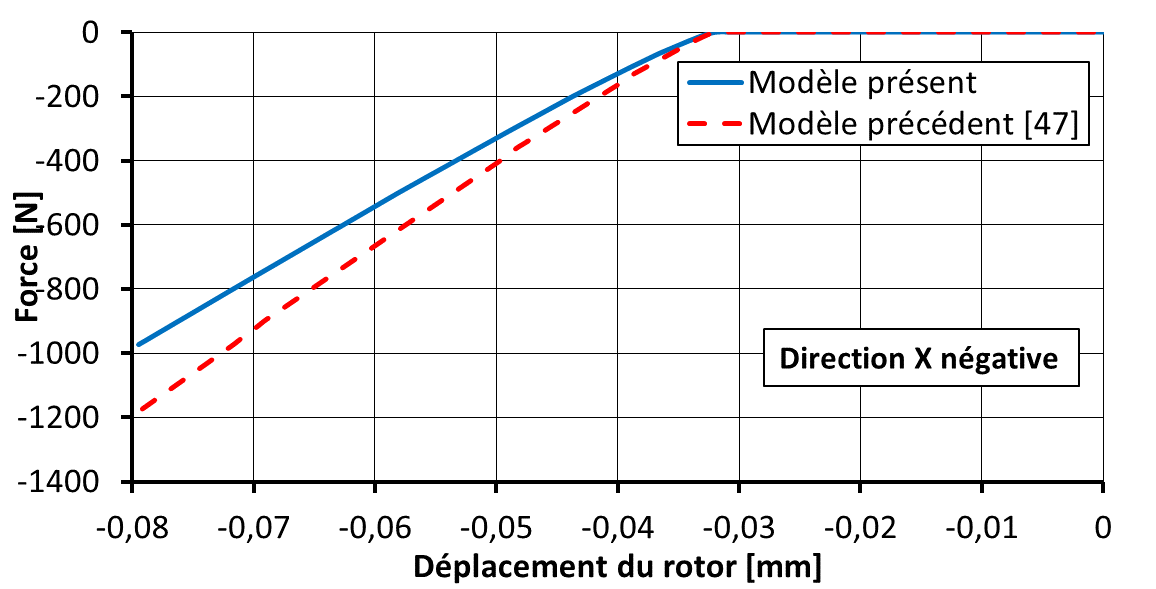 0
-200
-400
-600
-800
-1000
-1200
-1400
Force [N]
Modèle présent
Modèle précédent [47]
Direction X négative
-0,08 -0,07 -0,06 -0,05 -0,04 -0,03 -0,02 -0,01 0
Déplacement du rotor [mm]